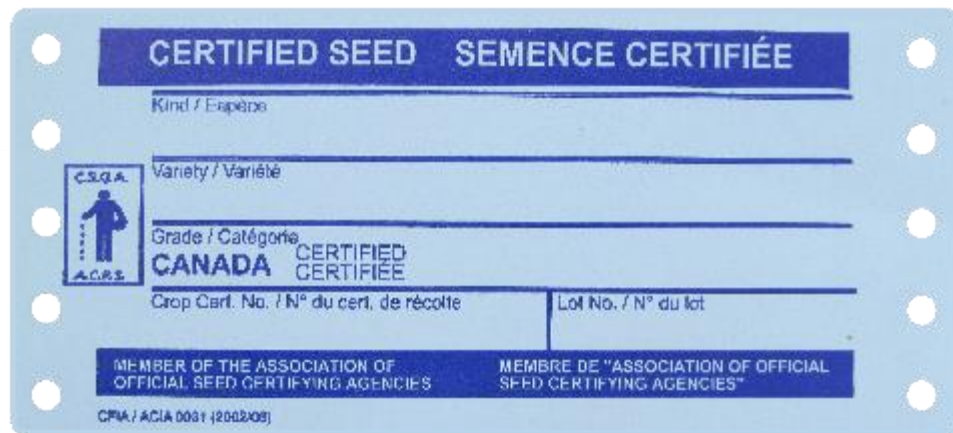 CERTIFIED SEED SEMENCE CERTIFIÉE
Kind / Espèce
Variety / Variété
C.S.G.A.
Grade / Catégorie
CANADA CERTIFIED
CERTIFIÉE
A.C.P.S.
Crop Cert. No. / N° du cert. de récolte Lot No. / N° du lot
MEMBER OF THE ASSOCIATION OF MEMBRE DE "ASSOCIATION OF OFFICIAL
OFFICIAL SEED CERTIFYING AGENCIES SEED CERTIFYING AGENCIES"
CFIA / ACIA 0031